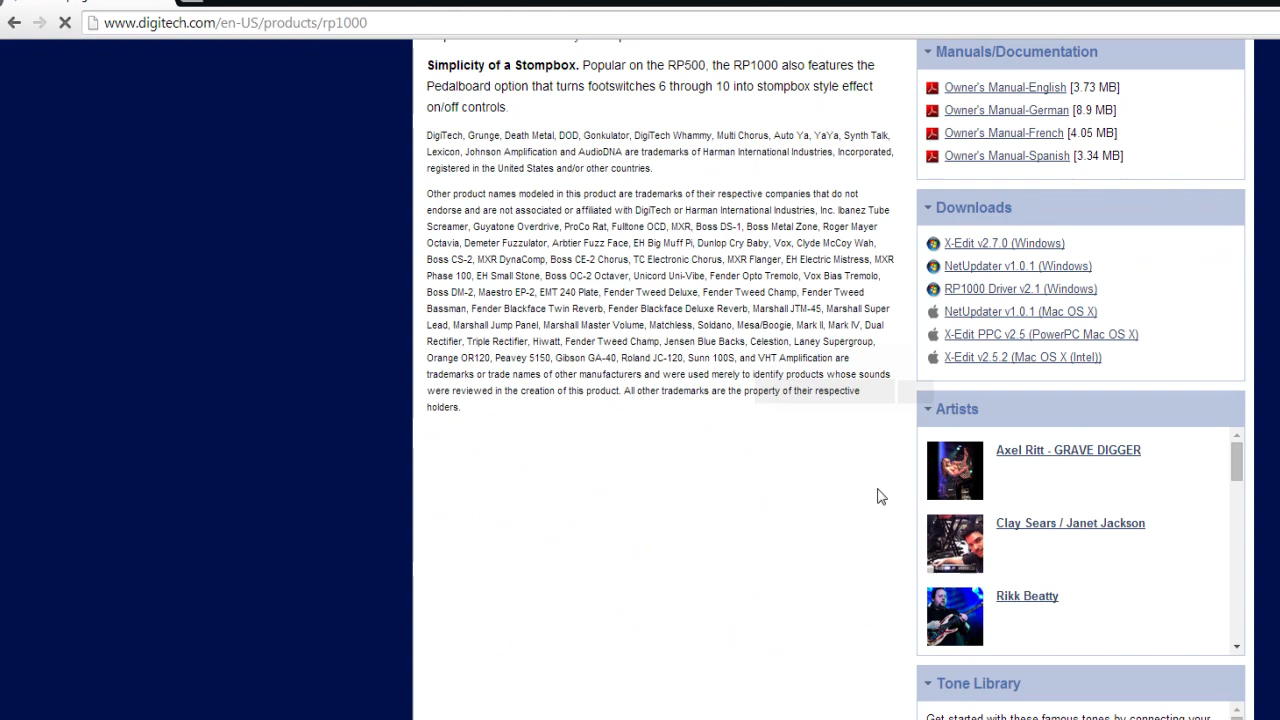 www.digitech.com/en-US/products/rp1000
Simplicity of a Stompbox. Popular on the RP500, the RP1000 also features the
Pedalboard option that turns footswitches 6 through 10 into stompbox style effect
on/off controls.
DigiTech, Grunge, Death Metal, DOD, Gonkulator, DigiTech Whammy, Multi Chorus, Auto Ya, YaYa, Synth Talk,
Lexicon, Johnson Amplification and AudioDNA are trademarks of Harman International Industries, Incorporated,
registered in the United States and/or other countries.
Other product names modeled in this product are trademarks of their respective companies that do not
endorse and are not associated or affiliated with DigiTech or Harman International Industries, Inc. Ibanez Tube
Screamer, Guyatone Overdrive, ProCo Rat, Fulltone OCD, MXR, Boss DS-1, Boss Metal Zone, Roger Mayer
Octavia, Demeter Fuzzulator, Arbtier Fuzz Face, EH Big Muff Pi, Dunlop Cry Baby, Vox, Clyde McCoy Wah,
Boss CS-2, MXR DynaComp, Boss CE-2 Chorus, TC Electronic Chorus, MXR Flanger, EH Electric Mistress, MXR
Phase 100, EH Small Stone, Boss OC-2 Octaver, Unicord Uni-Vibe, Fender Opto Tremolo, Vox Bias Tremolo,
Boss DM-2, Maestro EP-2, EMT 240 Plate, Fender Tweed Deluxe, Fender Tweed Champ, Fender Tweed
Bassman, Fender Blackface Twin Reverb, Fender Blackface Deluxe Reverb, Marshall JTM-45, Marshall Super
Lead, Marshall Jump Panel, Marshall Master Volume, Matchless, Soldano, Mesa/Boogie, Mark II, Mark IV, Dual
Rectifier, Triple Rectifier, Hiwatt, Fender Tweed Champ, Jensen Blue Backs, Celestion, Laney Supergroup,
Orange OR120, Peavey 5150, Gibson GA-40, Roland JC-120, Sunn 100S, and VHT Amplification are
trademarks or trade names of other manufacturers and were used merely to identify products whose sounds
were reviewed in the creation of this product. All other trademarks are the property of their respective
holders.
Manuals/Documentation
Owner's Manual-English [3.73 MB]
Owner's Manual-German [8.9 MB]
Owner's Manual-French [4.05 MB]
Owner's Manual-Spanish [3.34 MB]
Downloads
X-Edit v2.7.0 (Windows)
NetUpdater v1.0.1 (Windows)
RP1000 Driver v2.1 (Windows)
NetUpdater v1.0.1 (Mac OS X)
X-Edit PPC v2.5 (PowerPC Mac OS X)
X-Edit v2.5.2 (Mac OS X (Intel))
Artists
Axel Ritt - GRAVE DIGGER
Clay Sears / Janet Jackson
Rikk Beatty
Tone Library
Get started with these famous tones by connecting your